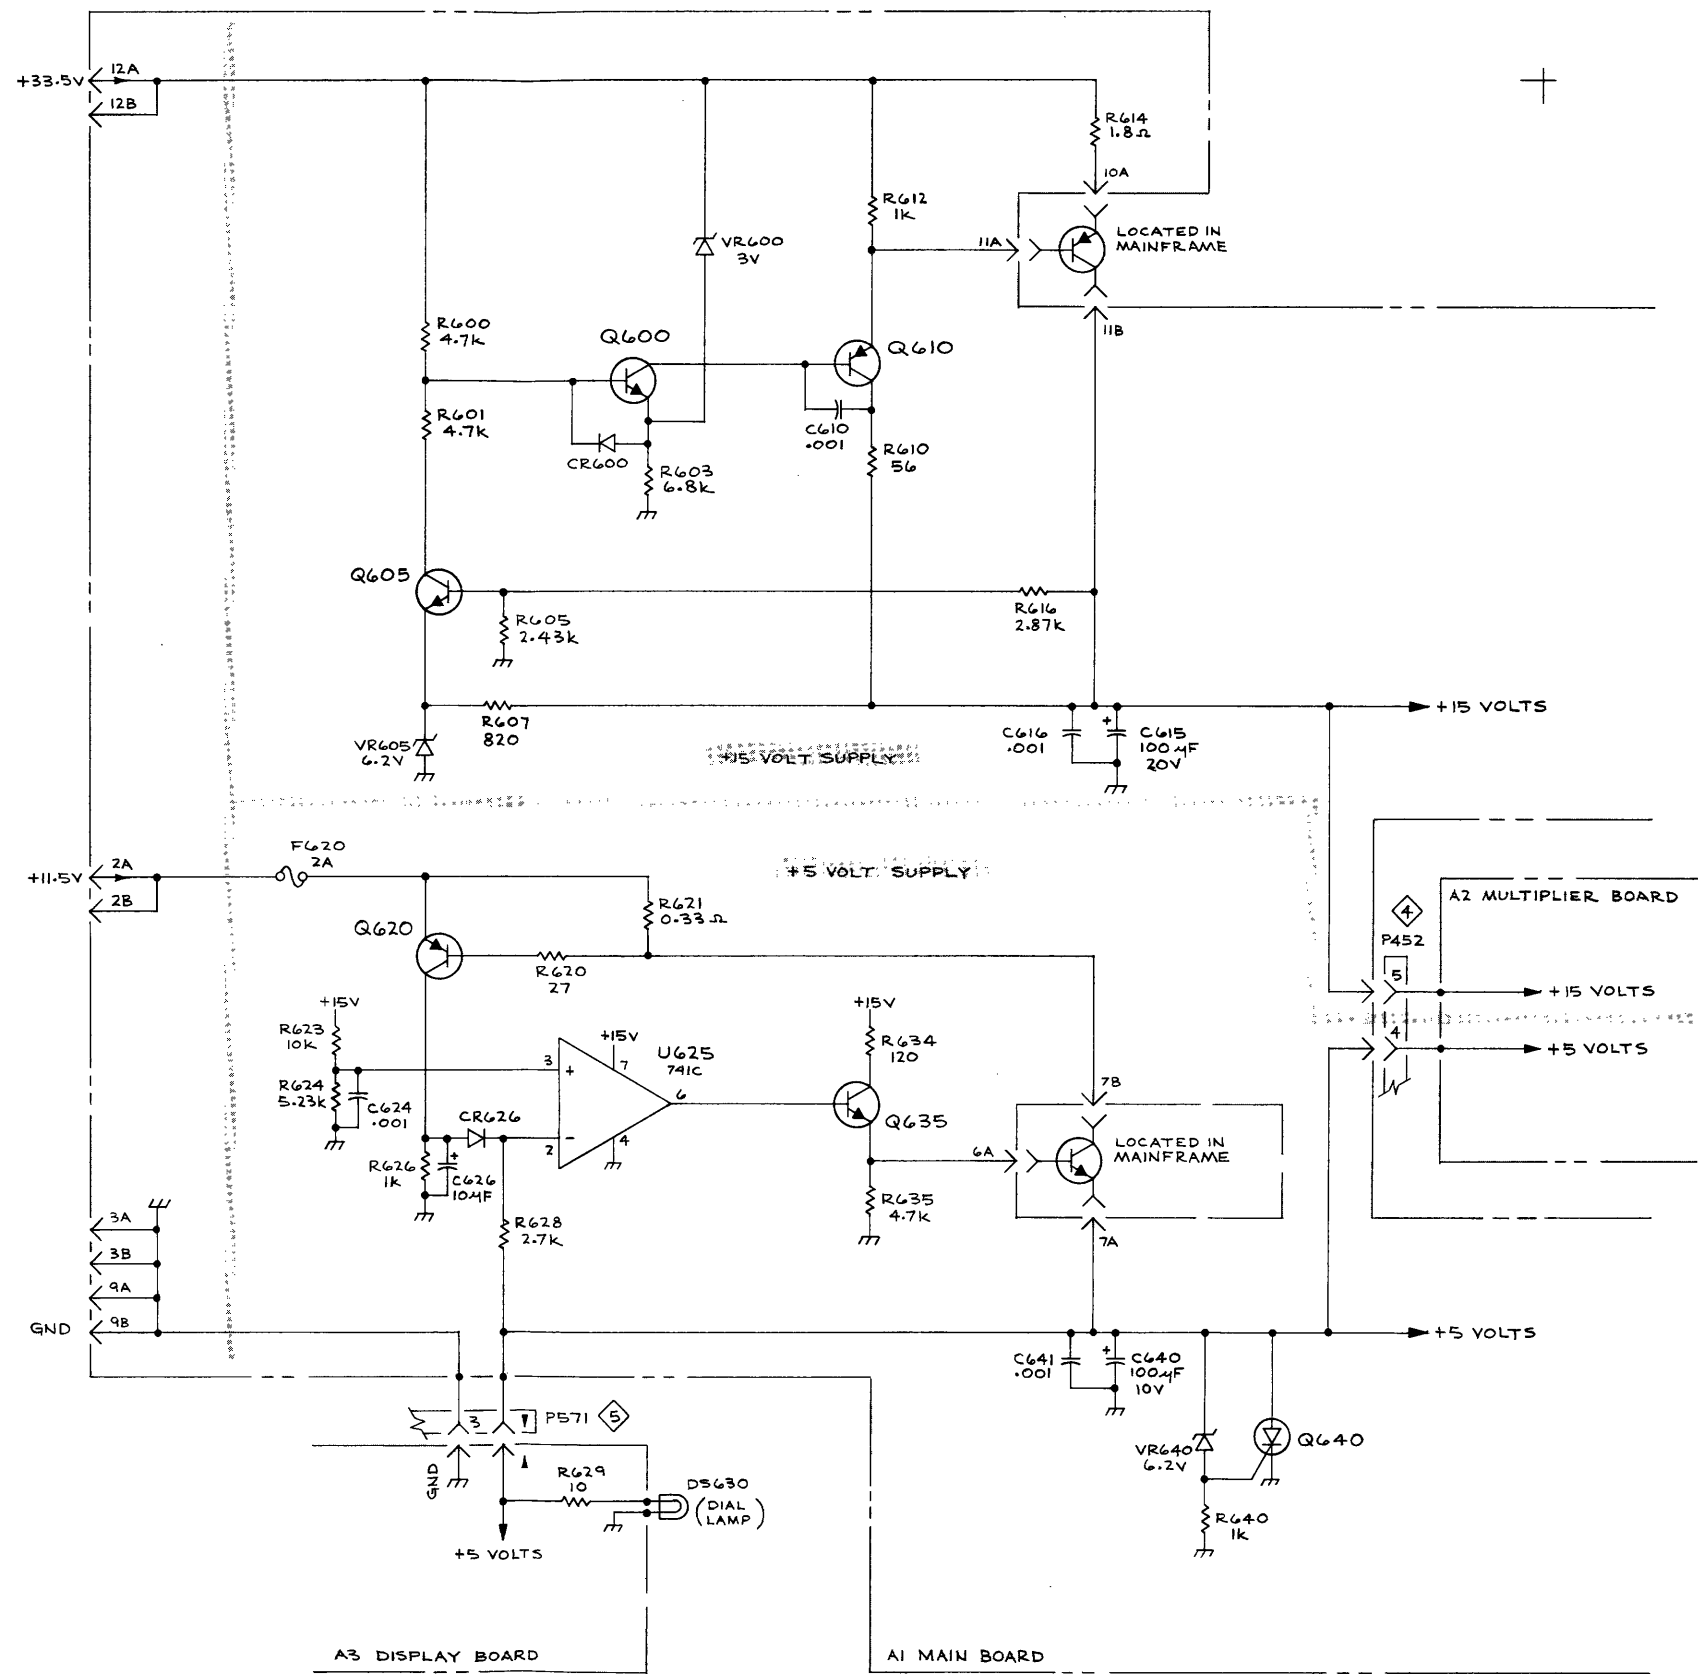 +33.5V
12A
12B
R614
1.8Ω
10A
R612
1K
11A
LOCATED IN
MAINFRAME
11B
VR600
3V
R600
4.7K
Q600
Q610
R601
4.7K
CR600
R603
6.8K
C610
.001
R610
56
Q605
R605
2.43K
R616
2.87K
R607
820
VR605
6.2V
+15 VOLT SUPPLY
C616
.001
+
C615
100µF
20V
+15 VOLTS
+11.5V
2A
2B
F620
2A
+5 VOLT SUPPLY
R621
0.33Ω
Q620
R620
27
A2 MULTIPLIER BOARD
4
P452
5
+15 VOLTS
4
+5 VOLTS
+15V
R623
10K
R624
5.23K
C624
.001
CR626
R626
1K
+
C626
10µF
3
+
+15V
7
U625
741C
6
2
−
4
+15V
R634
120
Q635
7B
6A
LOCATED IN
MAINFRAME
R635
4.7K
7A
R628
2.7K
3A
3B
9A
GND
9B
+5 VOLTS
C641
.001
+
C640
100µF
10V
VR640
6.2V
Q640
R640
1K
3
P571
5
GND
R629
10
DS630
(DIAL
LAMP)
+5 VOLTS
A3 DISPLAY BOARD
A1 MAIN BOARD